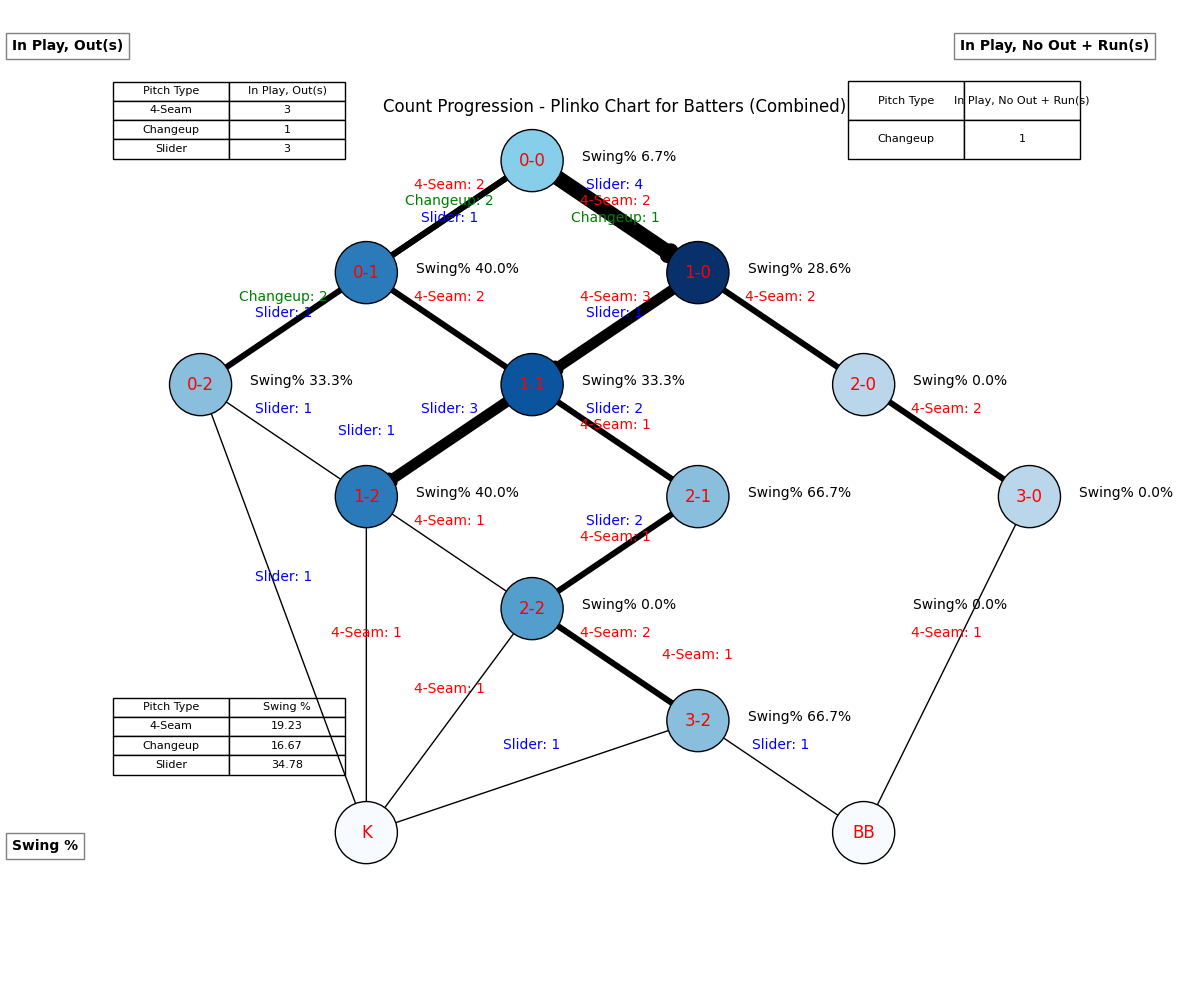 In Play, Out(s)
In Play, No Out + Run(s)
Pitch Type In Play, Out(s)
4-Seam 3
Changeup 1
Slider 3
Pitch Type In Play, No Out + Run(s)
Changeup 1
Count Progression - Plinko Chart for Batters (Combined)
0-0 Swing% 6.7%
4-Seam: 2
Changeup: 2
Slider: 1
Slider: 4
4-Seam: 2
Changeup: 1
0-1 Swing% 40.0%
1-0 Swing% 28.6%
Changeup: 2
Slider: 1
4-Seam: 2
4-Seam: 3
Slider: 1
4-Seam: 2
0-2 Swing% 33.3%
1-1 Swing% 33.3%
2-0 Swing% 0.0%
Slider: 1
Slider: 1
Slider: 3
Slider: 2
4-Seam: 1
4-Seam: 2
1-2 Swing% 40.0%
2-1 Swing% 66.7%
3-0 Swing% 0.0%
4-Seam: 1
Slider: 2
4-Seam: 1
Slider: 1
2-2 Swing% 0.0%
Swing% 0.0%
4-Seam: 1
4-Seam: 2
4-Seam: 1
4-Seam: 1
4-Seam: 1
3-2 Swing% 66.7%
Slider: 1
Slider: 1
Pitch Type Swing %
4-Seam 19.23
Changeup 16.67
Slider 34.78
K
BB
Swing %